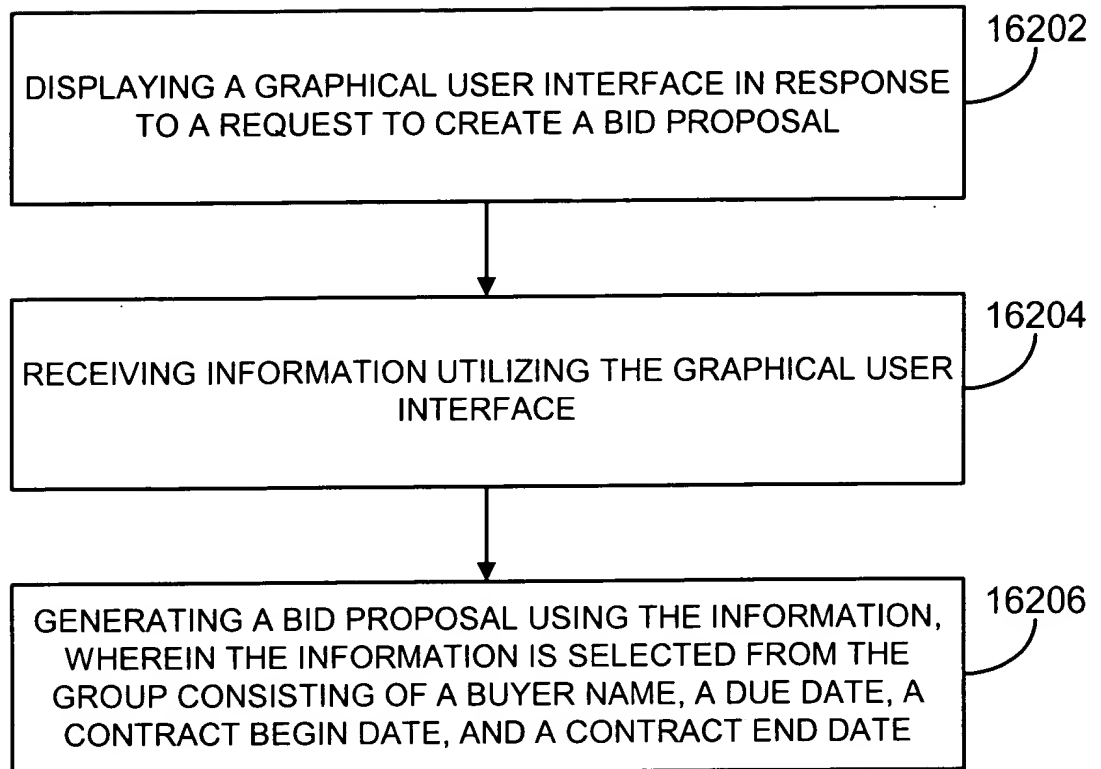 16202
DISPLAYING A GRAPHICAL USER INTERFACE IN RESPONSE
TO A REQUEST TO CREATE A BID PROPOSAL
16204
RECEIVING INFORMATION UTILIZING THE GRAPHICAL USER
INTERFACE
16206
GENERATING A BID PROPOSAL USING THE INFORMATION,
WHEREIN THE INFORMATION IS SELECTED FROM THE
GROUP CONSISTING OF A BUYER NAME, A DUE DATE, A
CONTRACT BEGIN DATE, AND A CONTRACT END DATE